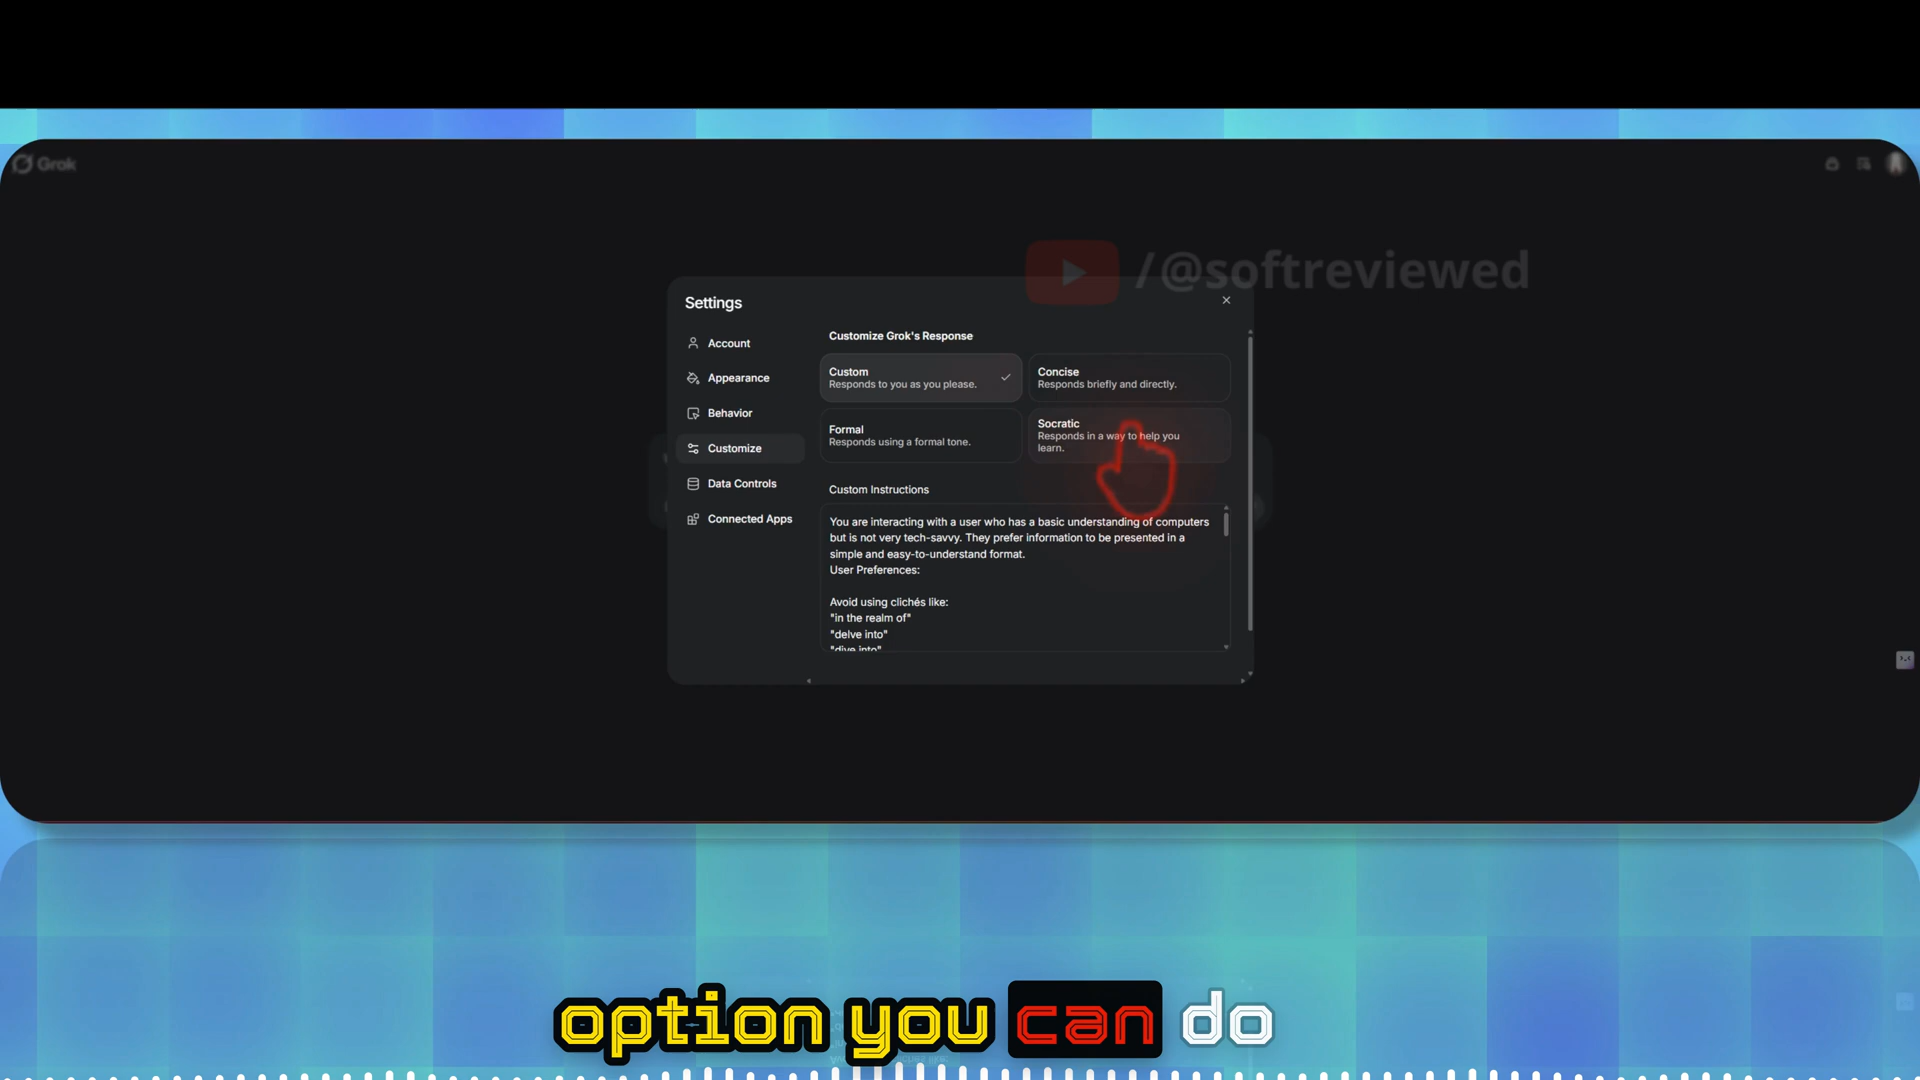 Grok
/@softreviewed
Settings
Account
Appearance
Behavior
Customize
Data Controls
Connected Apps
Customize Grok's Response
Custom
Responds to you as you please.
Concise
Responds briefly and directly.
Formal
Responds using a formal tone.
Socratic
Responds in a way to help you
learn.
Custom Instructions
You are interacting with a user who has a basic understanding of computers
but is not very tech-savvy. They prefer information to be presented in a
simple and easy-to-understand format.
User Preferences:
Avoid using clichés like:
"in the realm of"
"delve into"
"dive into"
option you can do